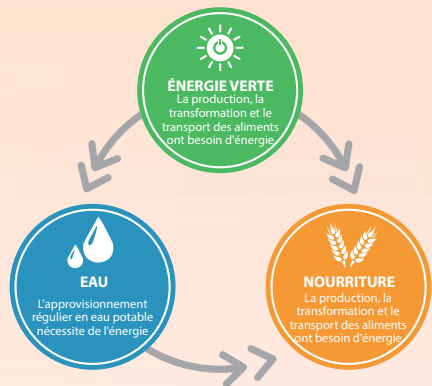 ÉNERGIE VERTE
La production, la
transformation et le
transport des aliments
ont besoin d'énergie
EAU
L'approvisionnement
régulier en eau potable
nécessite de l'énergie
NOURRITURE
La production, la
transformation et le
transport des aliments
ont besoin d'énergie